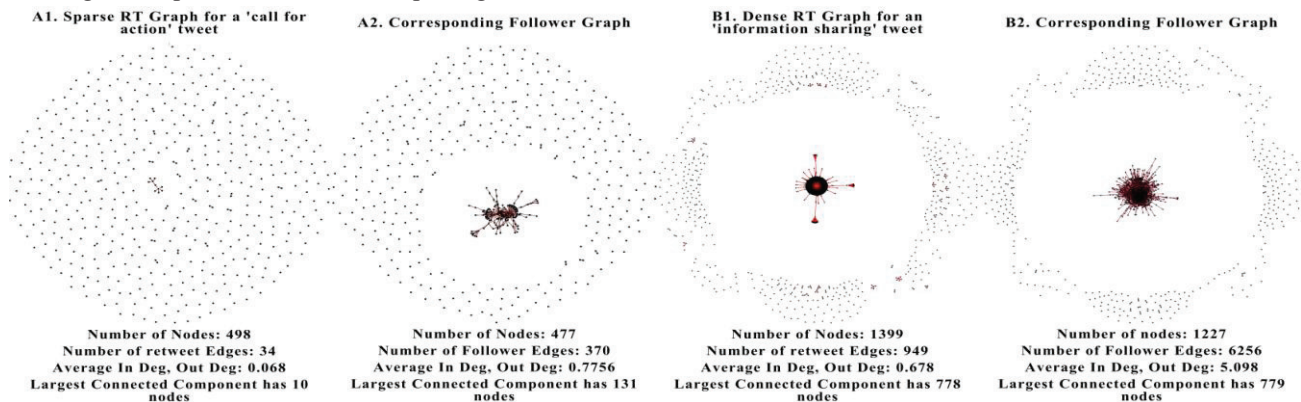 A1. Sparse RT Graph for a 'call for
action' tweet
A2. Corresponding Follower Graph
B1. Dense RT Graph for an
'information sharing' tweet
B2. Corresponding Follower Graph
Number of Nodes: 498
Number of retweet Edges: 34
Average In Deg, Out Deg: 0.068
Largest Connected Component has 10
nodes
Number of Nodes: 477
Number of Follower Edges: 370
Average In Deg, Out Deg: 0.7756
Largest Connected Component has 131
nodes
Number of Nodes: 1399
Number of retweet Edges: 949
Average In Deg, Out Deg: 0.678
Largest Connected Component has 778
nodes
Number of nodes: 1227
Number of Follower Edges: 6256
Average In Deg, Out Deg: 5.098
Largest Connected Component has 779
nodes